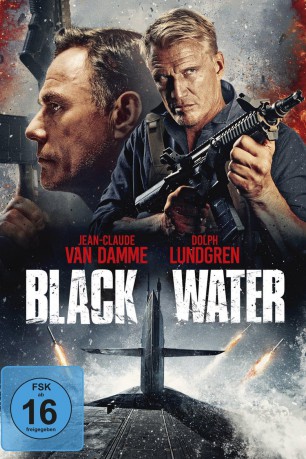 JEAN-CLAUDE
VAN DAMME
DOLPH
LUNDGREN
BLACK WATER
FSK
ab
16
freigegeben